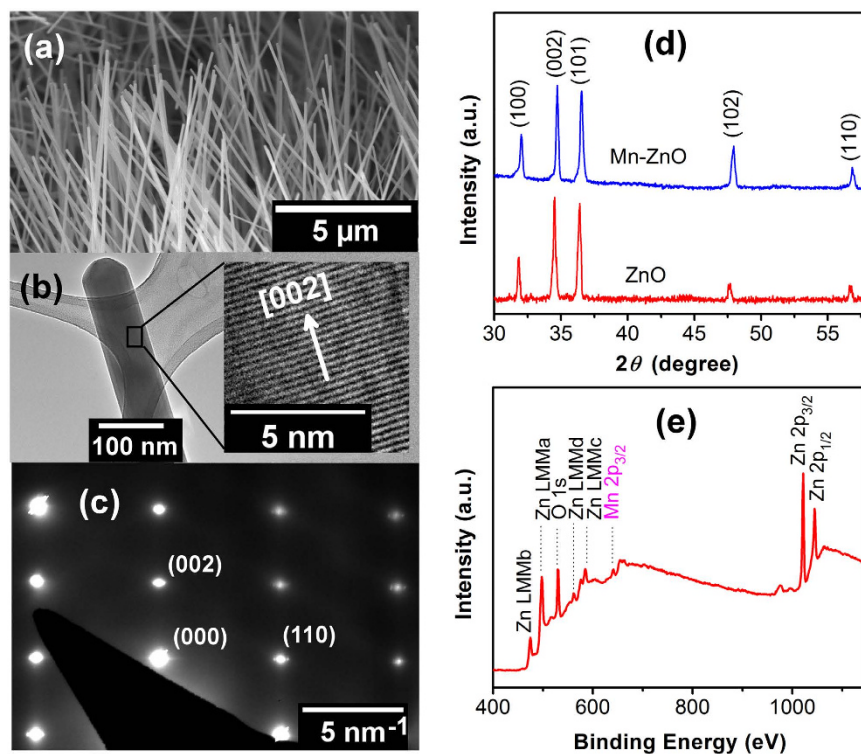 (a)
5 µm
(b)
100 nm
[002]
5 nm
(c)
(002)
(000)
(110)
5 nm⁻¹
(d)
(100)
(002)
(101)
(102)
(110)
Mn-ZnO
ZnO
Intensity (a.u.)
30 35 40 45 50 55
2θ (degree)
(e)
Zn LMMb
Zn LMMa
O 1s
Zn LMMd
Zn LMMc
Mn 2p3/2
Zn 2p3/2
Zn 2p1/2
Intensity (a.u.)
400 600 800 1000
Binding Energy (eV)